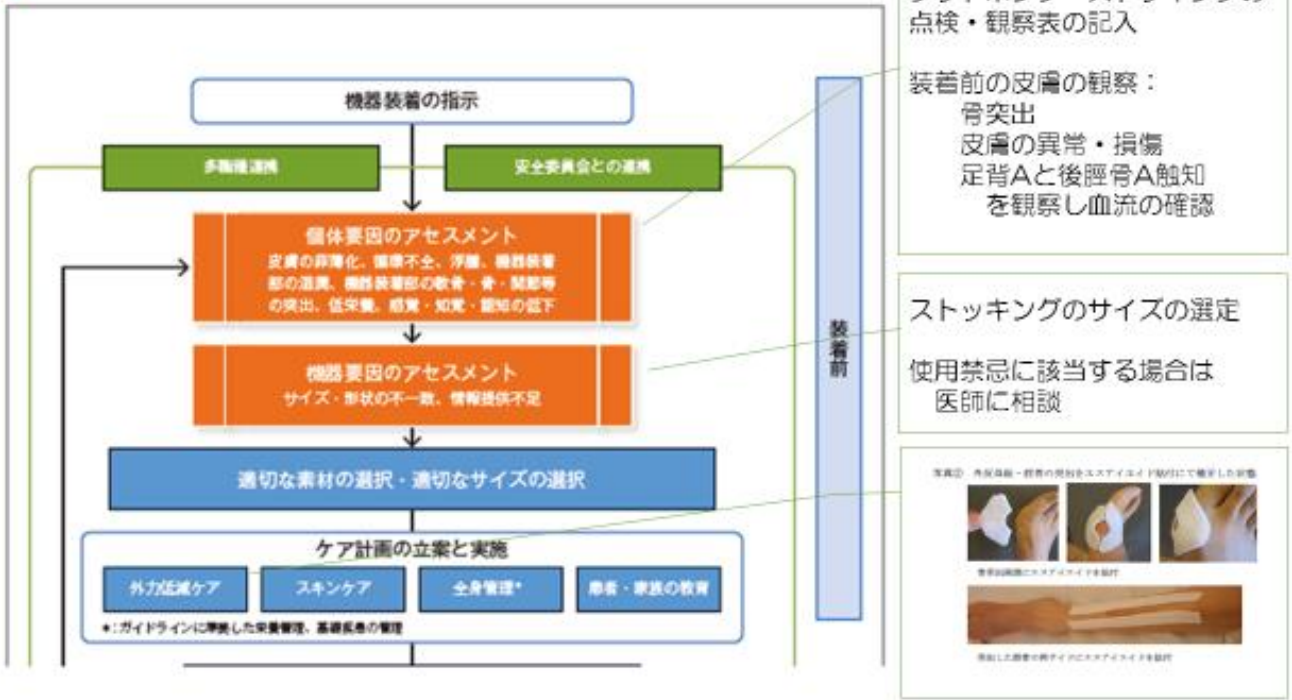 点検・観察表の記入
装着前の皮膚の観察：
骨突出
皮膚の異常・損傷
足背Aと後脛骨A触知
を観察し血流の確認
機器装着の指示
多職種連携
安全委員会との連携
個体要因のアセスメント
皮膚の菲薄化、循環不全、浮腫、機器装着
部の湿潤、機器装着部の軟骨・骨・関節等
の突出、低栄養、感覚・知覚・認知の低下
機器要因のアセスメント
サイズ・形状の不一致、情報提供不足
装着前
ストッキングのサイズの選定
使用禁忌に該当する場合は
医師に相談
適切な素材の選択・適切なサイズの選択
ケア計画の立案と実施
外力低減ケア
スキンケア
全身管理*
患者・家族の教育
*：ガイドラインに準拠した栄養管理、基礎疾患の管理